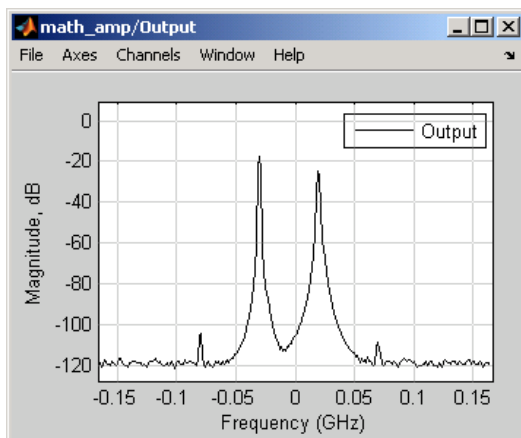 math_amp/Output
File Axes Channels Window Help
Output
0
-20
-40
-60
-80
-100
-120
Magnitude, dB
-0.15 -0.1 -0.05 0 0.05 0.1 0.15
Frequency (GHz)